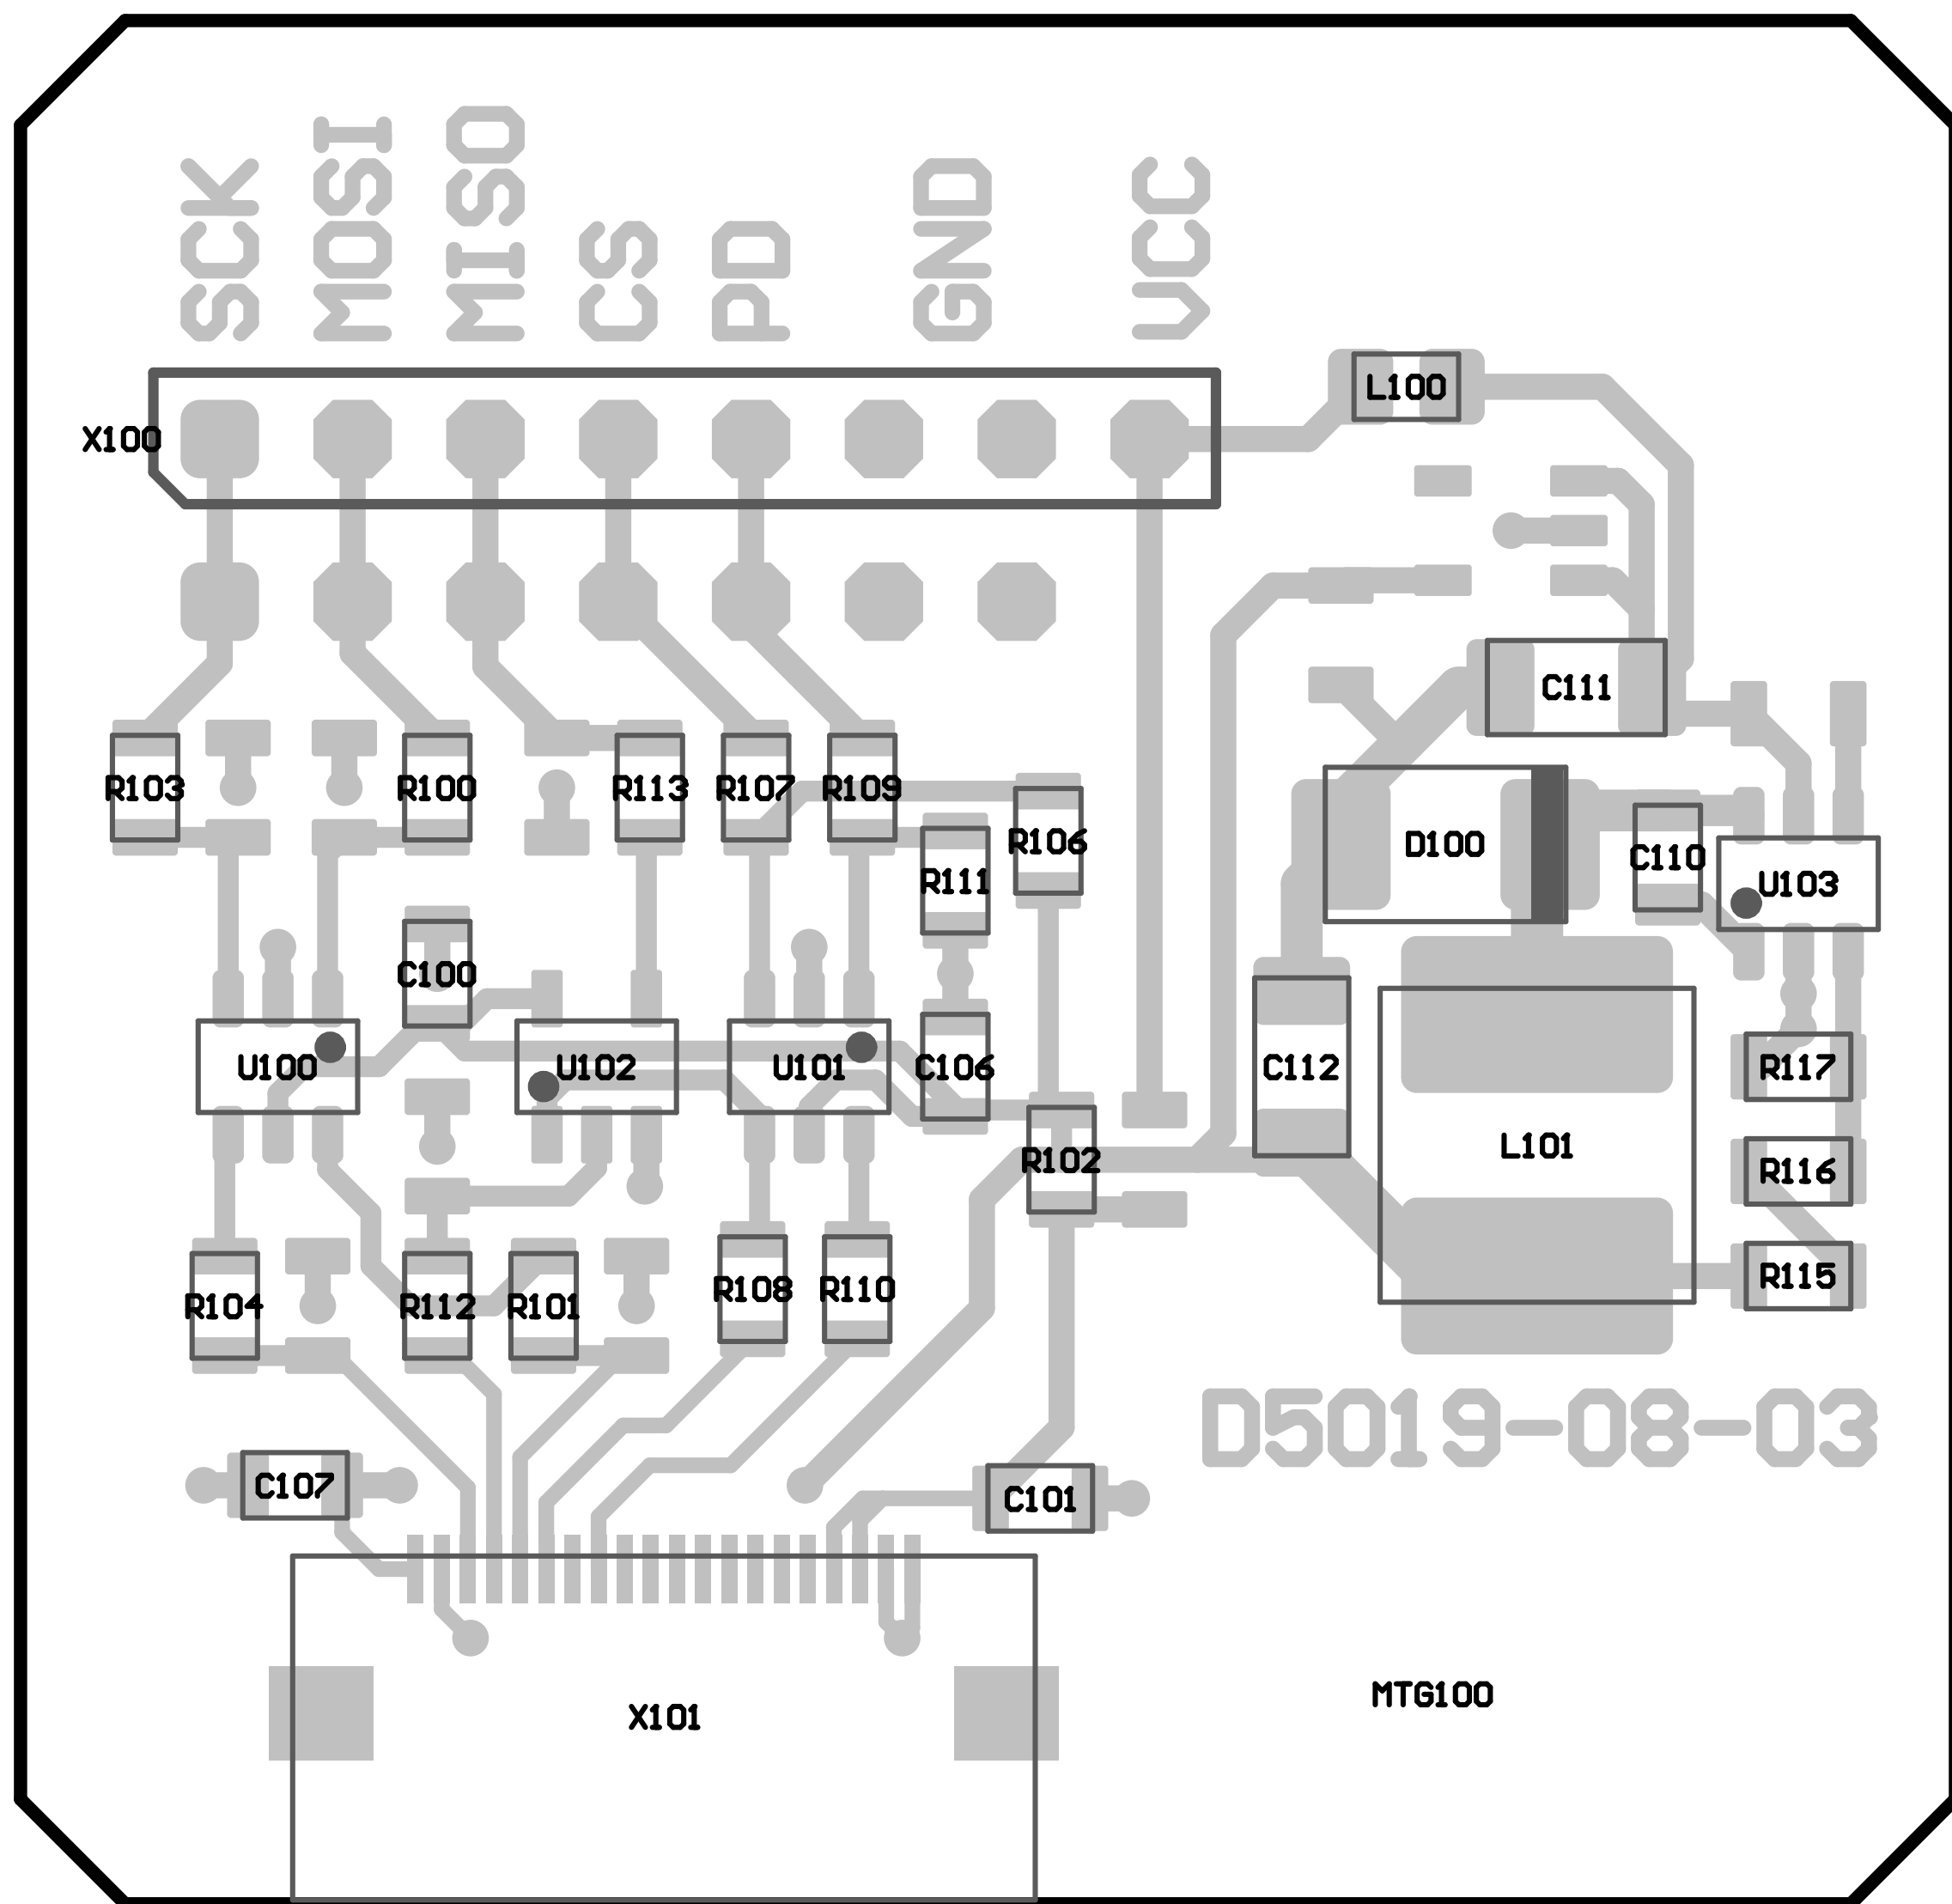 SCK
MOSI
MISO
CS
PD
GND
VCC
L100
X100
C111
R103
R100
R113
R107
R109
R106
D100
C110
R111
U103
C100
U100
U102
U101
C106
C112
R117
L101
R102
R116
R104
R112
R101
R108
R110
R115
D5019-08-03
C107
C101
MTG100
X101